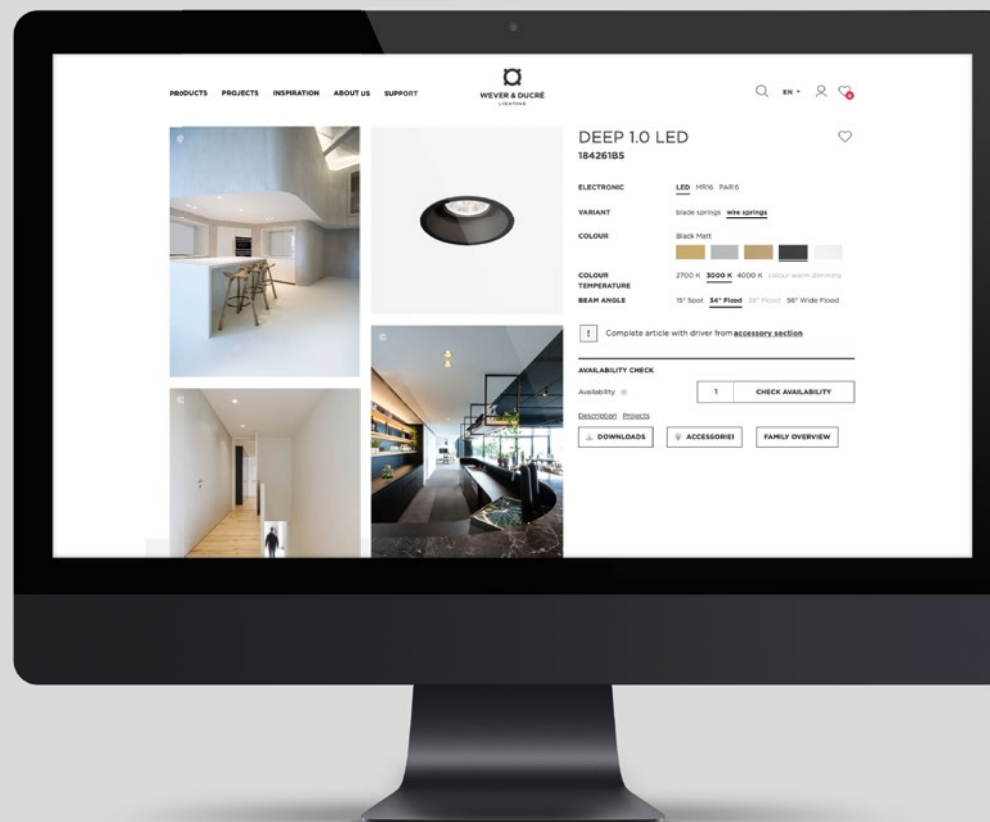 PRODUCTS PROJECTS INSPIRATION ABOUT US SUPPORT
WEVER & DUCRÉ
LIGHTING
EN
DEEP 1.0 LED
184261B5
ELECTRONIC LED MR16 PAR16
VARIANT blade springs wire springs
COLOUR Black Matt
COLOUR TEMPERATURE 2700 K 3000 K 4000 K colour warm dimming
BEAM ANGLE 15° Spot 34° Flood 38° Flood 56° Wide Flood
! Complete article with driver from accessory section
AVAILABILITY CHECK
Availability 1 CHECK AVAILABILITY
Description Projects
DOWNLOADS ACCESSORIES FAMILY OVERVIEW